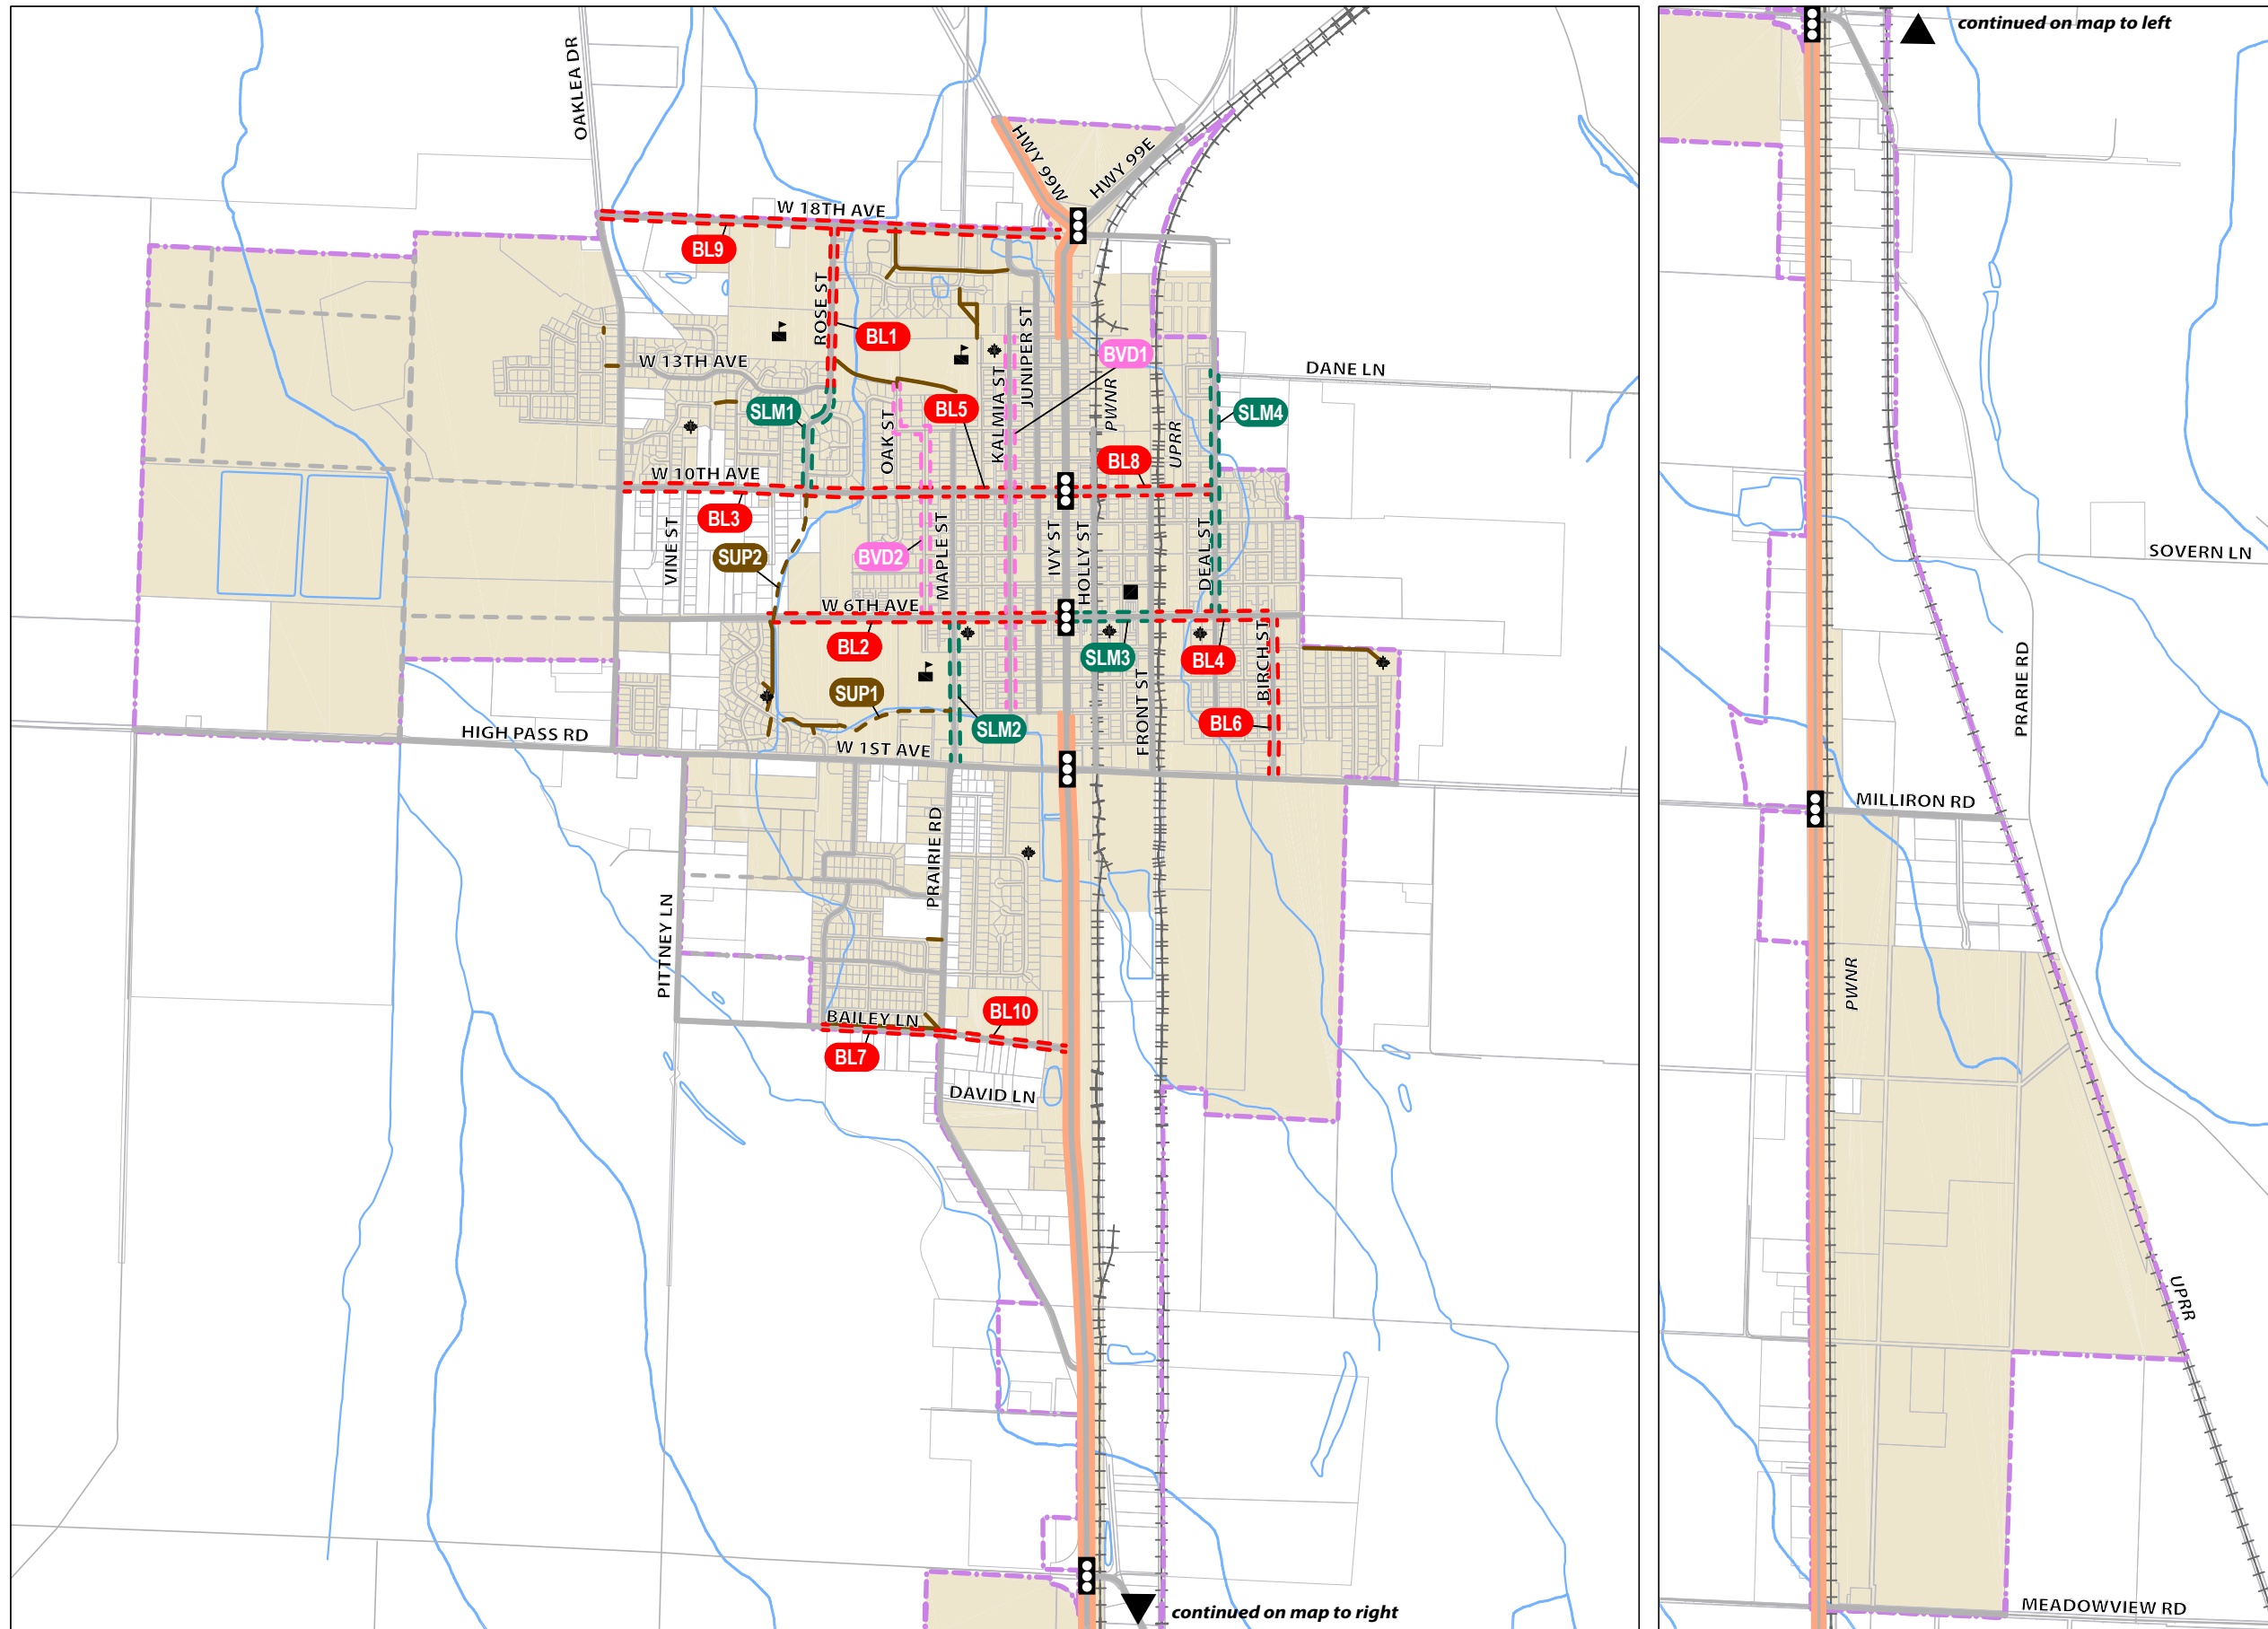 continued on map to left
OAKLEA DR
HWY 99W
HWY 99E
W 18TH AVE
BL9
ROSE ST
BL1
JUNIPER ST
BVD1
W 13TH AVE
DANE LN
KALMIA ST
PWNR
SLM1
BL5
SLM4
OAK ST
UPRR
W 10TH AVE
BL8
BL3
VINE ST
MAPLE ST
IVY ST
HOLLY ST
DEAL ST
SUP2
BVD2
SOVERN LN
W 6TH AVE
BL2
SLM3
BL4
BIRCH ST
SUP1
FRONT ST
PRAIRIE RD
SLM2
BL6
HIGH PASS RD
W 1ST AVE
MILLIRON RD
PRAIRIE RD
PITTNEY LN
PWNR
BAILEY LN
BL10
BL7
DAVID LN
UPRR
continued on map to right
MEADOWVIEW RD